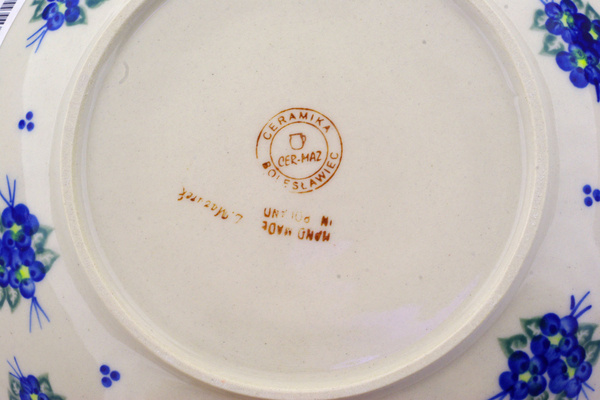 CERAMIKA
CER-MAZ
BOLESŁAWIEC
HAND MADE
IN POLAND